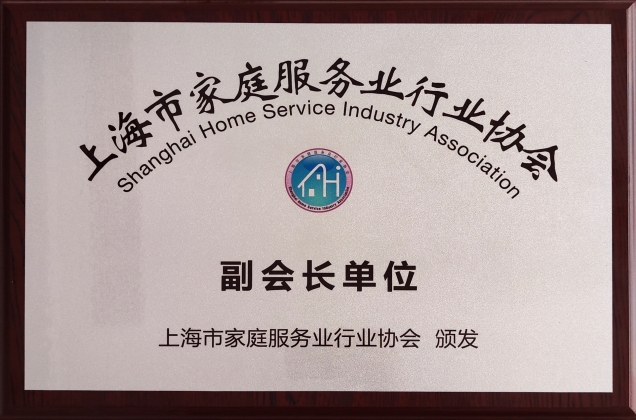 上海市家庭服务业行业协会
Shanghai Home Service Industry Association
副会长单位
上海市家庭服务业行业协会 颁发